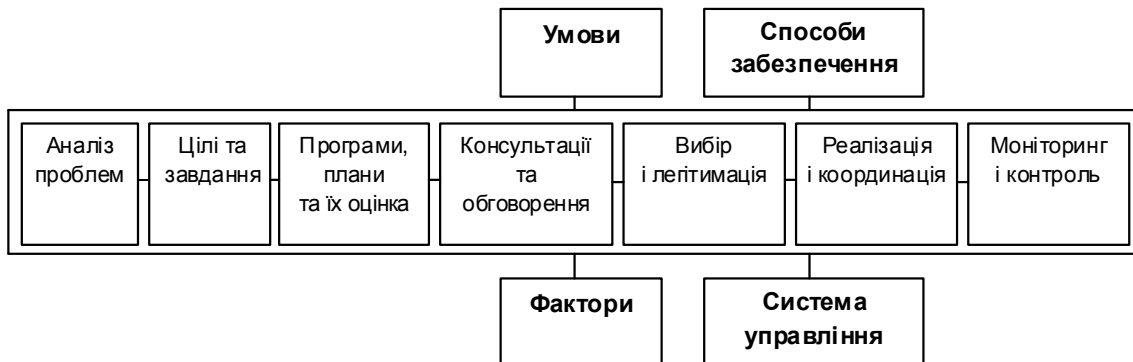 Умови
Способи
забезпечення
Аналіз
проблем
Цілі та
завдання
Програми,
плани
та їх оцінка
Консультації
та
обговорення
Вибір
і легітимація
Реалізація
і координація
Моніторинг
і контроль
Фактори
Система
управління